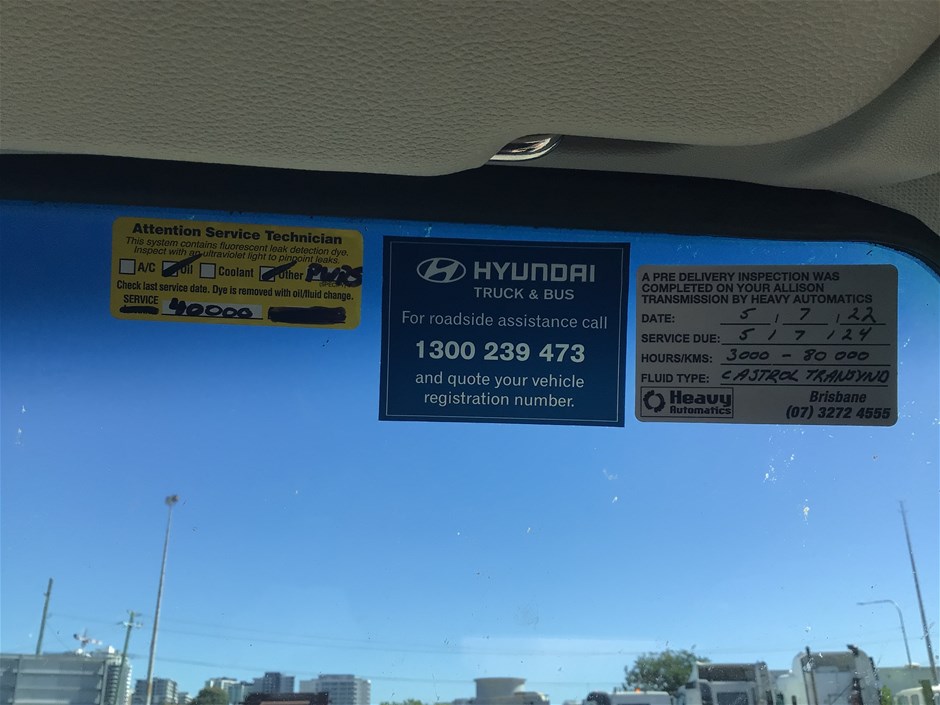 Attention Service Technician
This system contains fluorescent leak detection dye.
Inspect with an ultraviolet light to pinpoint leaks.
A/C Oil Coolant Other PWRS
Check last service date. Dye is removed with oil/fluid change.
SERVICE 40000
HYUNDAI
TRUCK & BUS
For roadside assistance call
1300 239 473
and quote your vehicle
registration number.
A PRE DELIVERY INSPECTION WAS
COMPLETED ON YOUR ALLISON
TRANSMISSION BY HEAVY AUTOMATICS
DATE: 5 / 7 / 22
SERVICE DUE: 5 / 7 / 24
HOURS/KMS: 3000 - 80 000
FLUID TYPE: CASTROL TRANSYND
Heavy
Automatics
Brisbane
(07) 3272 4555